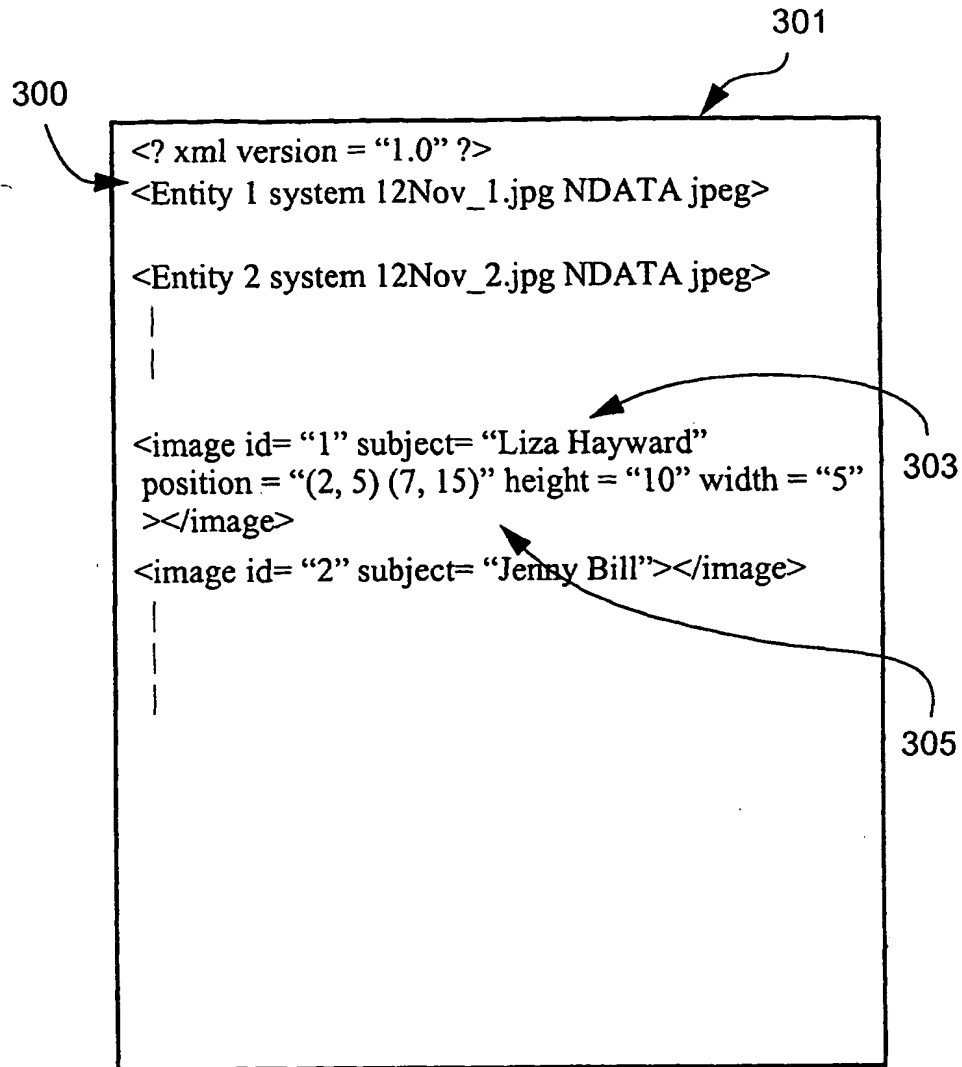 301
300
<? xml version = “1.0” ?>
<Entity 1 system 12Nov_1.jpg NDATA jpeg>
<Entity 2 system 12Nov_2.jpg NDATA jpeg>
<image id= “1” subject= “Liza Hayward”
position = “(2, 5) (7, 15)” height = “10” width = “5”
></image>
303
<image id= “2” subject= “Jenny Bill”></image>
305